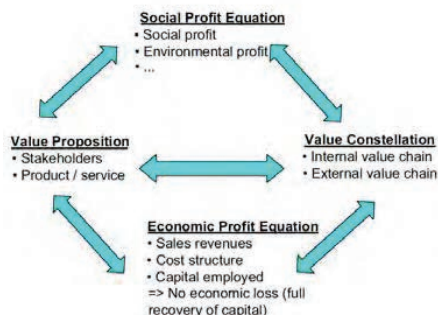 Social Profit Equation
• Social profit
• Environmental profit
• ...
Value Proposition
• Stakeholders
• Product / service
Value Constellation
• Internal value chain
• External value chain
Economic Profit Equation
• Sales revenues
• Cost structure
• Capital employed
=> No economic loss (full
recovery of capital)